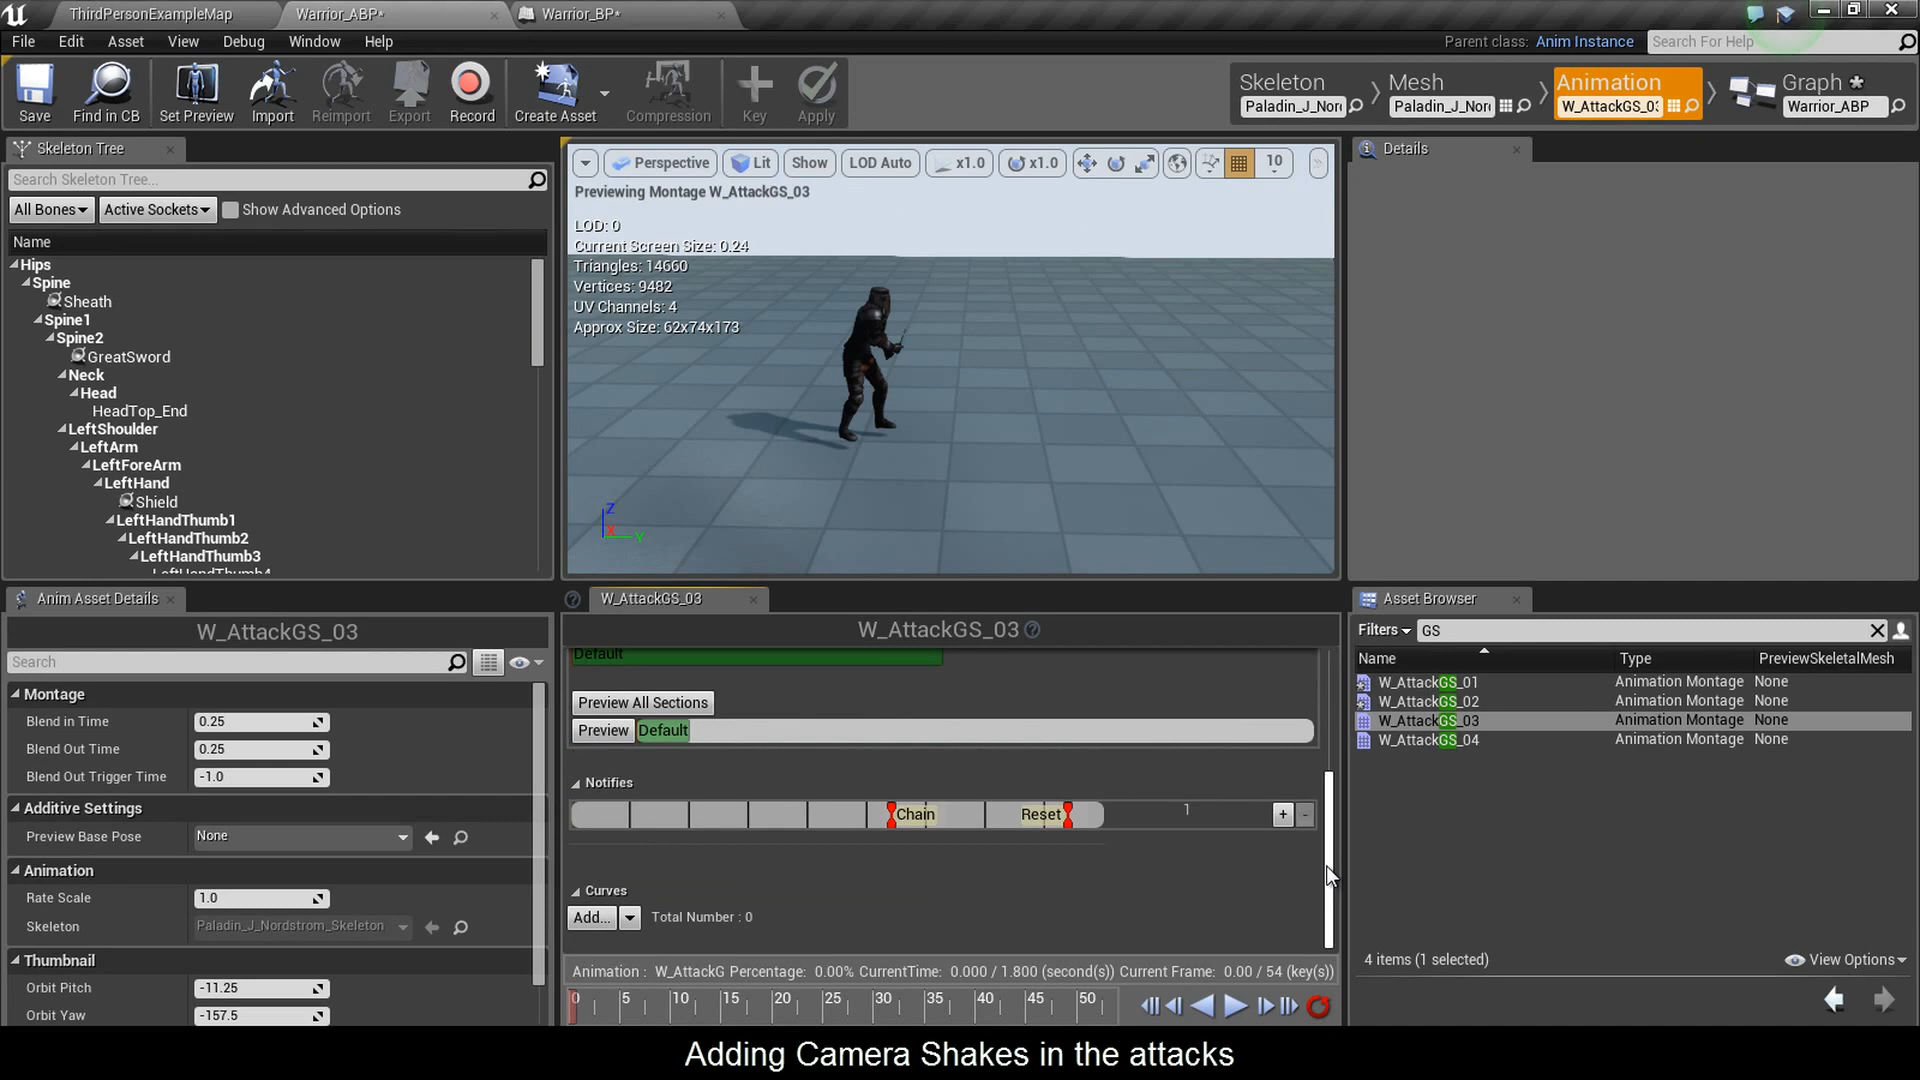 ThirdPersonExampleMap
Warrior_ABP*
Warrior_BP*
File Edit Asset View Debug Window Help
Parent class: Anim Instance
Search For Help
Save
Find in CB
Set Preview
Import
Reimport
Export
Record
Create Asset
Compression
Key
Apply
Skeleton
Paladin_J_Nor
Mesh
Paladin_J_Nor
Animation
W_AttackGS_03
Graph
Warrior_ABP
Skeleton Tree
Search Skeleton Tree...
All Bones
Active Sockets
Show Advanced Options
Name
Hips
Spine
Sheath
Spine1
Spine2
GreatSword
Neck
Head
HeadTop_End
LeftShoulder
LeftArm
LeftForeArm
LeftHand
Shield
LeftHandThumb1
LeftHandThumb2
LeftHandThumb3
LeftHandThumb4
Perspective
Lit
Show
LOD Auto
x1.0
x1.0
10
Previewing Montage W_AttackGS_03
LOD: 0
Current Screen Size: 0.24
Triangles: 14660
Vertices: 9482
UV Channels: 4
Approx Size: 62x74x173
Z
X
Y
Details
Anim Asset Details
W_AttackGS_03
Search
Montage
Blend in Time 0.25
Blend Out Time 0.25
Blend Out Trigger Time -1.0
Additive Settings
Preview Base Pose None
Animation
Rate Scale 1.0
Skeleton Paladin_J_Nordstrom_Skeleton
Thumbnail
Orbit Pitch -11.25
Orbit Yaw -157.5
W_AttackGS_03
W_AttackGS_03
Default
Preview All Sections
Preview Default
Notifies
Chain Reset 1 + -
Curves
Add... Total Number : 0
Animation : W_AttackG Percentage: 0.00% CurrentTime: 0.000 / 1.800 (second(s)) Current Frame: 0.00 / 54 (key(s))
0 5 10 15 20 25 30 35 40 45 50
Asset Browser
Filters GS
Name Type PreviewSkeletalMesh
W_AttackGS_01 Animation Montage None
W_AttackGS_02 Animation Montage None
W_AttackGS_03 Animation Montage None
W_AttackGS_04 Animation Montage None
4 items (1 selected)
View Options
Adding Camera Shakes in the attacks